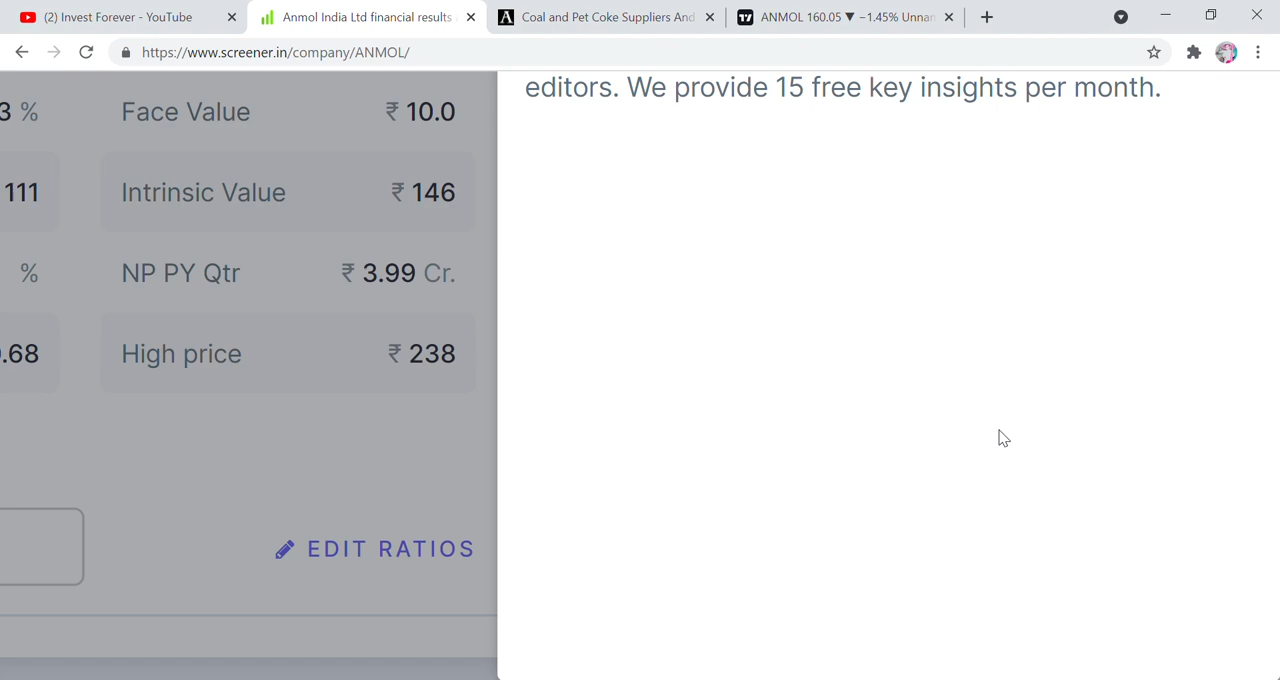 (2) Invest Forever - YouTube
Anmol India Ltd financial results
Coal and Pet Coke Suppliers And
ANMOL 160.05 ▼ −1.45% Unnar
https://www.screener.in/company/ANMOL/
editors. We provide 15 free key insights per month.
3 % Face Value ₹ 10.0
111 Intrinsic Value ₹ 146
% NP PY Qtr ₹ 3.99 Cr.
.68 High price ₹ 238
EDIT RATIOS